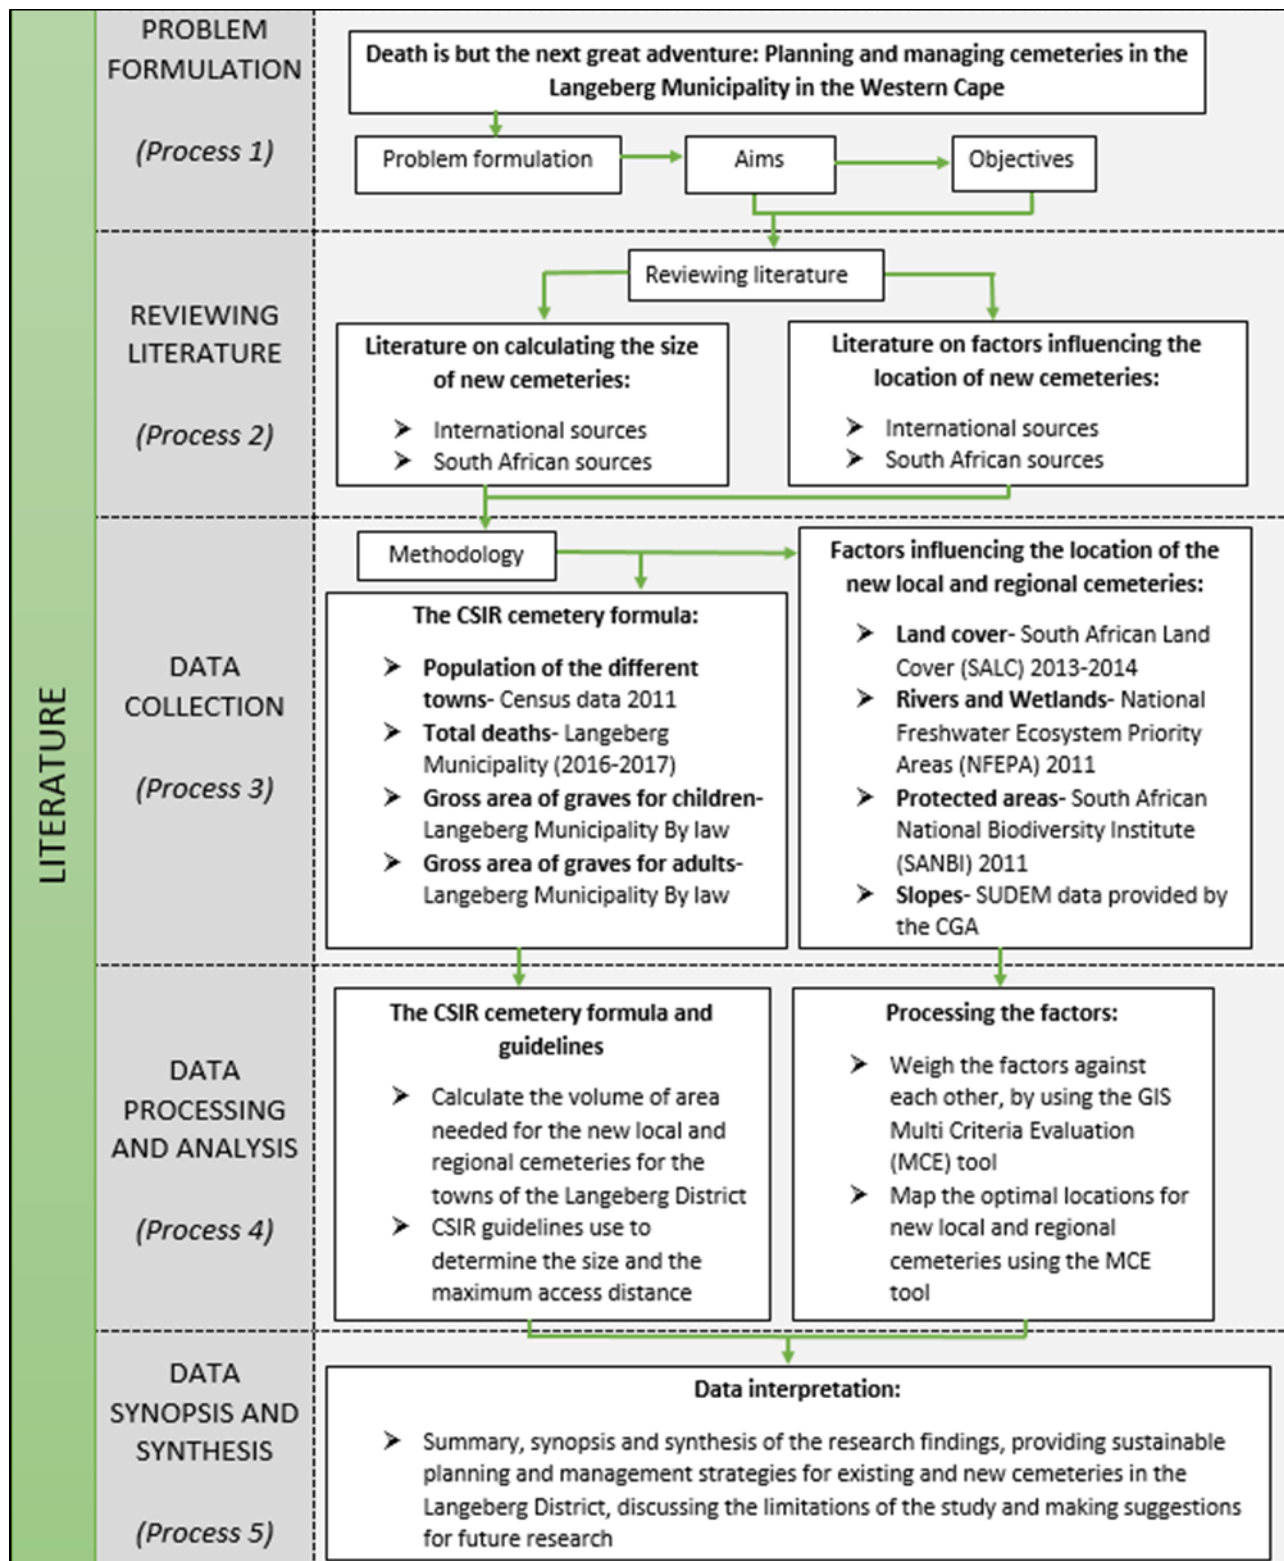 LITERATURE
PROBLEM
FORMULATION
(Process 1)
Death is but the next great adventure: Planning and managing cemeteries in the
Langeberg Municipality in the Western Cape
Problem formulation
Aims
Objectives
REVIEWING
LITERATURE
(Process 2)
Reviewing literature
Literature on calculating the size
of new cemeteries:
➤ International sources
➤ South African sources
Literature on factors influencing the
location of new cemeteries:
➤ International sources
➤ South African sources
DATA
COLLECTION
(Process 3)
Methodology
The CSIR cemetery formula:
➤ Population of the different
towns- Census data 2011
➤ Total deaths- Langeberg
Municipality (2016-2017)
➤ Gross area of graves for children-
Langeberg Municipality By law
➤ Gross area of graves for adults-
Langeberg Municipality By law
Factors influencing the location of the
new local and regional cemeteries:
➤ Land cover- South African Land
Cover (SALC) 2013-2014
➤ Rivers and Wetlands- National
Freshwater Ecosystem Priority
Areas (NFEPA) 2011
➤ Protected areas- South African
National Biodiversity Institute
(SANBI) 2011
➤ Slopes- SUDEM data provided by
the CGA
DATA
PROCESSING
AND ANALYSIS
(Process 4)
The CSIR cemetery formula and
guidelines
➤ Calculate the volume of area
needed for the new local and
regional cemeteries for the
towns of the Langeberg District
➤ CSIR guidelines use to
determine the size and the
maximum access distance
Processing the factors:
➤ Weigh the factors against
each other, by using the GIS
Multi Criteria Evaluation
(MCE) tool
➤ Map the optimal locations for
new local and regional
cemeteries using the MCE
tool
DATA
SYNOPSIS AND
SYNTHESIS
(Process 5)
Data interpretation:
➤ Summary, synopsis and synthesis of the research findings, providing sustainable
planning and management strategies for existing and new cemeteries in the
Langeberg District, discussing the limitations of the study and making suggestions
for future research